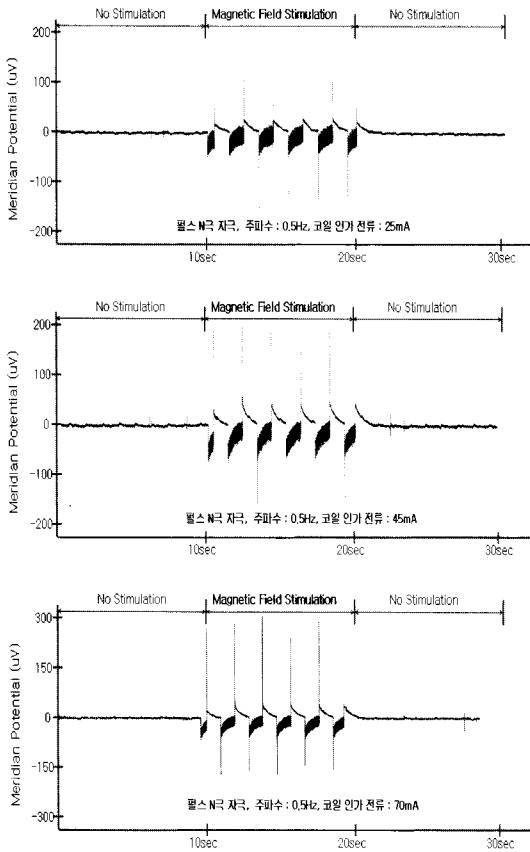 No Stimulation Magnetic Field Stimulation No Stimulation
Meridian Potential (uV)
200
100
0
-100
-200
펄스 N극 자극, 주파수 : 0.5Hz, 코일 인가 전류 : 25mA
10sec 20sec 30sec
No Stimulation Magnetic Field Stimulation No Stimulation
Meridian Potential (uV)
200
100
0
-100
-200
펄스 N극 자극, 주파수 : 0.5Hz, 코일 인가 전류 : 45mA
10sec 20sec 30sec
No Stimulation Magnetic Field Stimulation No Stimulation
Meridian Potential (uV)
300
150
0
-150
-300
펄스 N극 자극, 주파수 : 0.5Hz, 코일 인가 전류 : 70mA
10sec 20sec 30sec